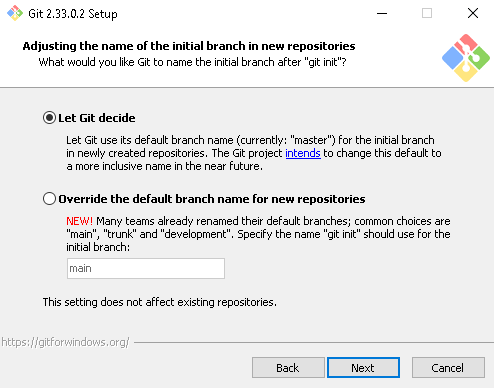 Git 2.33.0.2 Setup
Adjusting the name of the initial branch in new repositories
What would you like Git to name the initial branch after "git init"?
Let Git decide
Let Git use its default branch name (currently: "master") for the initial branch
in newly created repositories. The Git project intends to change this default to
a more inclusive name in the near future.
Override the default branch name for new repositories
NEW! Many teams already renamed their default branches; common choices are
"main", "trunk" and "development". Specify the name "git init" should use for the
initial branch:
main
This setting does not affect existing repositories.
https://gitforwindows.org/
Back
Next
Cancel